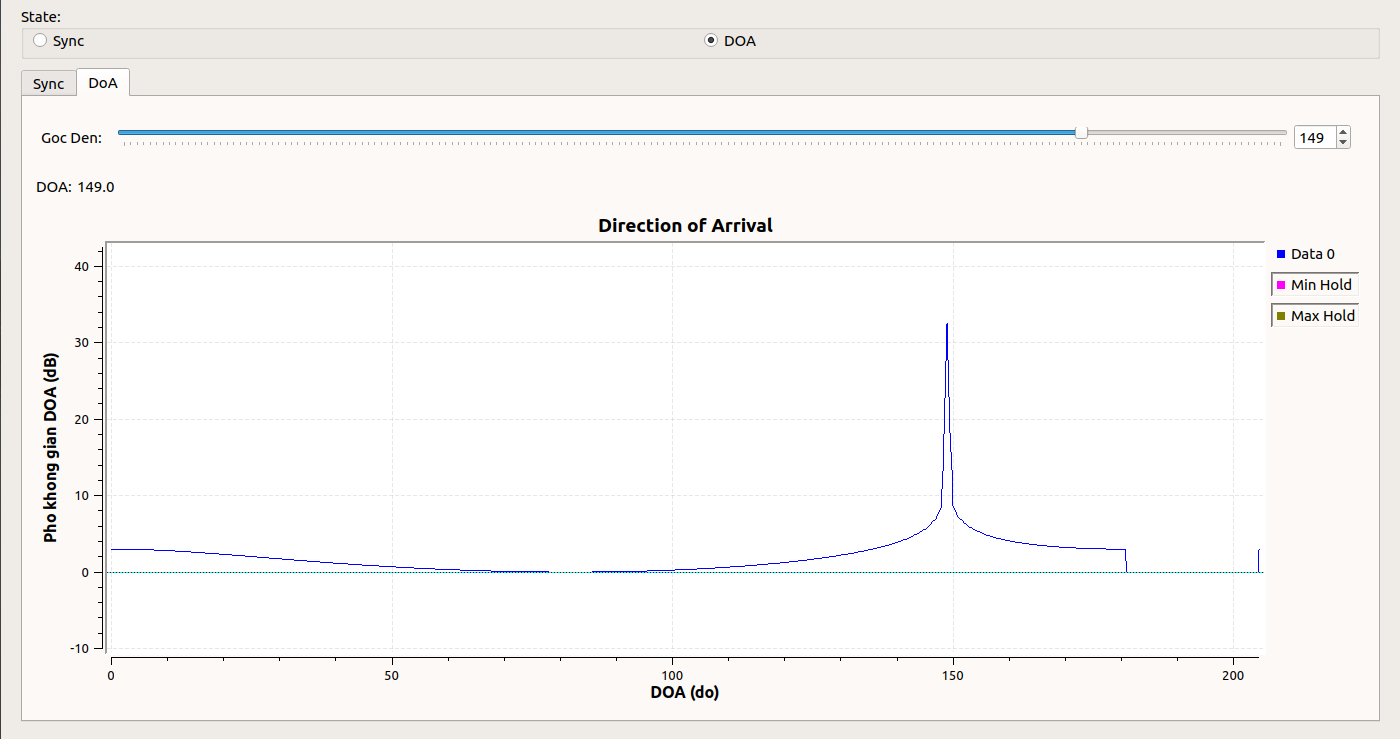 State:
Sync
DOA
Sync
DoA
Goc Den:
149
DOA: 149.0
Direction of Arrival
Data 0
Min Hold
Max Hold
Pho khong gian DOA (dB)
40
30
20
10
0
-10
0
50
100
150
200
DOA (do)